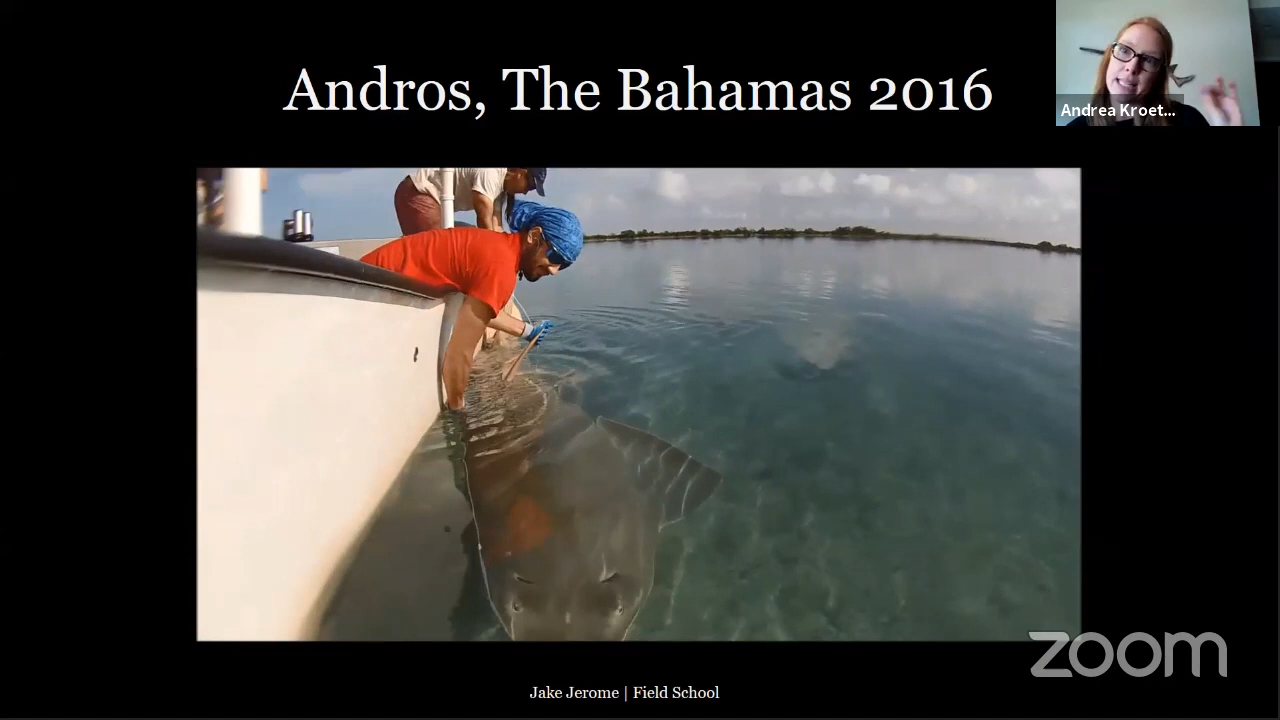 Andros, The Bahamas 2016
Andrea Kroet...
zoom
Jake Jerome | Field School